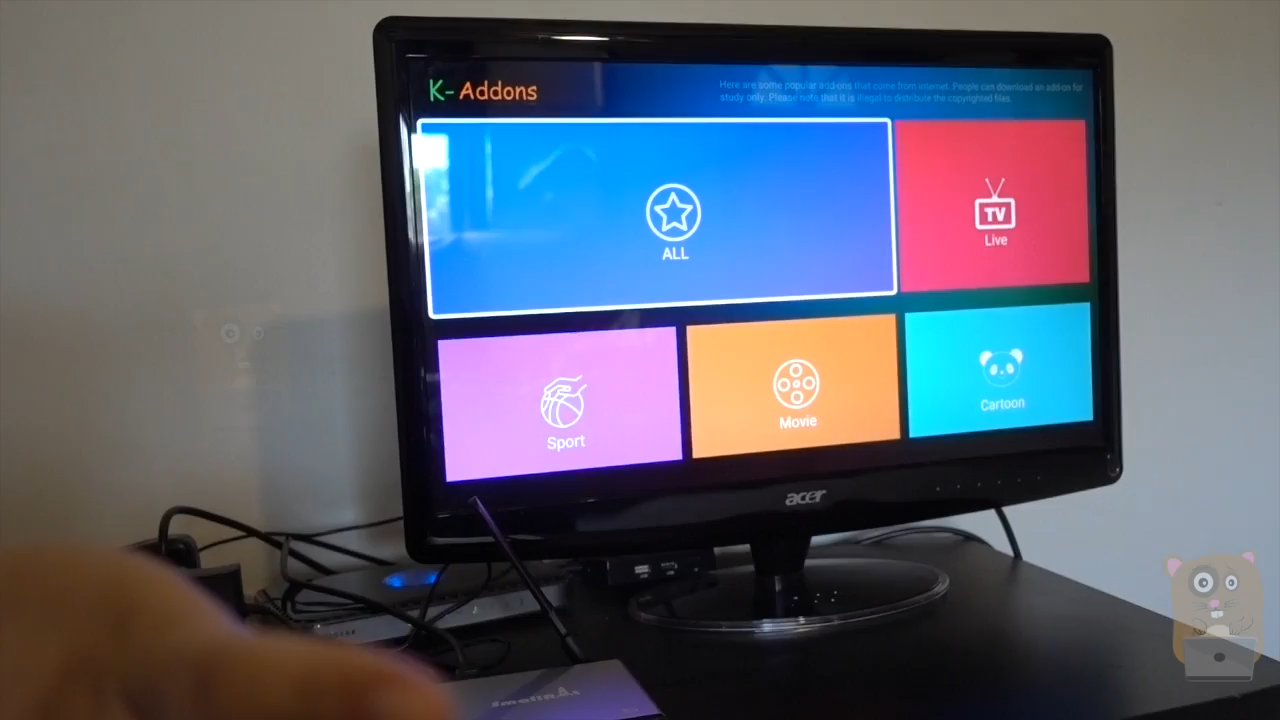 K-Addons
Here are some popular add-ons that come from internet. People can download an add-on for
study only. Please note that it is illegal to distribute the copyrighted files.
ALL
TV
Live
Sport
Movie
Cartoon
acer